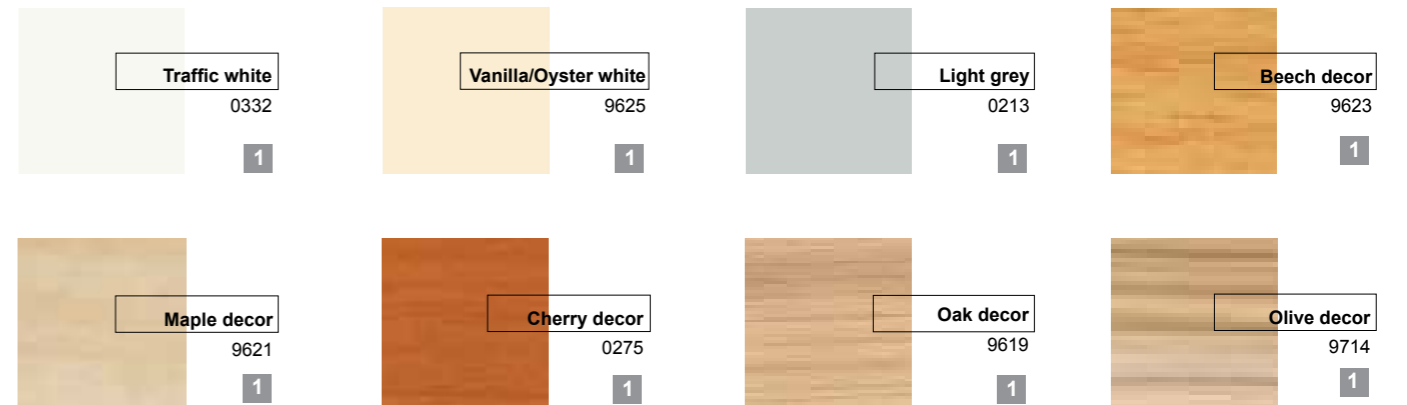 Traffic white
0332
1
Vanilla/Oyster white
9625
1
Light grey
0213
1
Beech decor
9623
1
Maple decor
9621
1
Cherry decor
0275
1
Oak decor
9619
1
Olive decor
9714
1